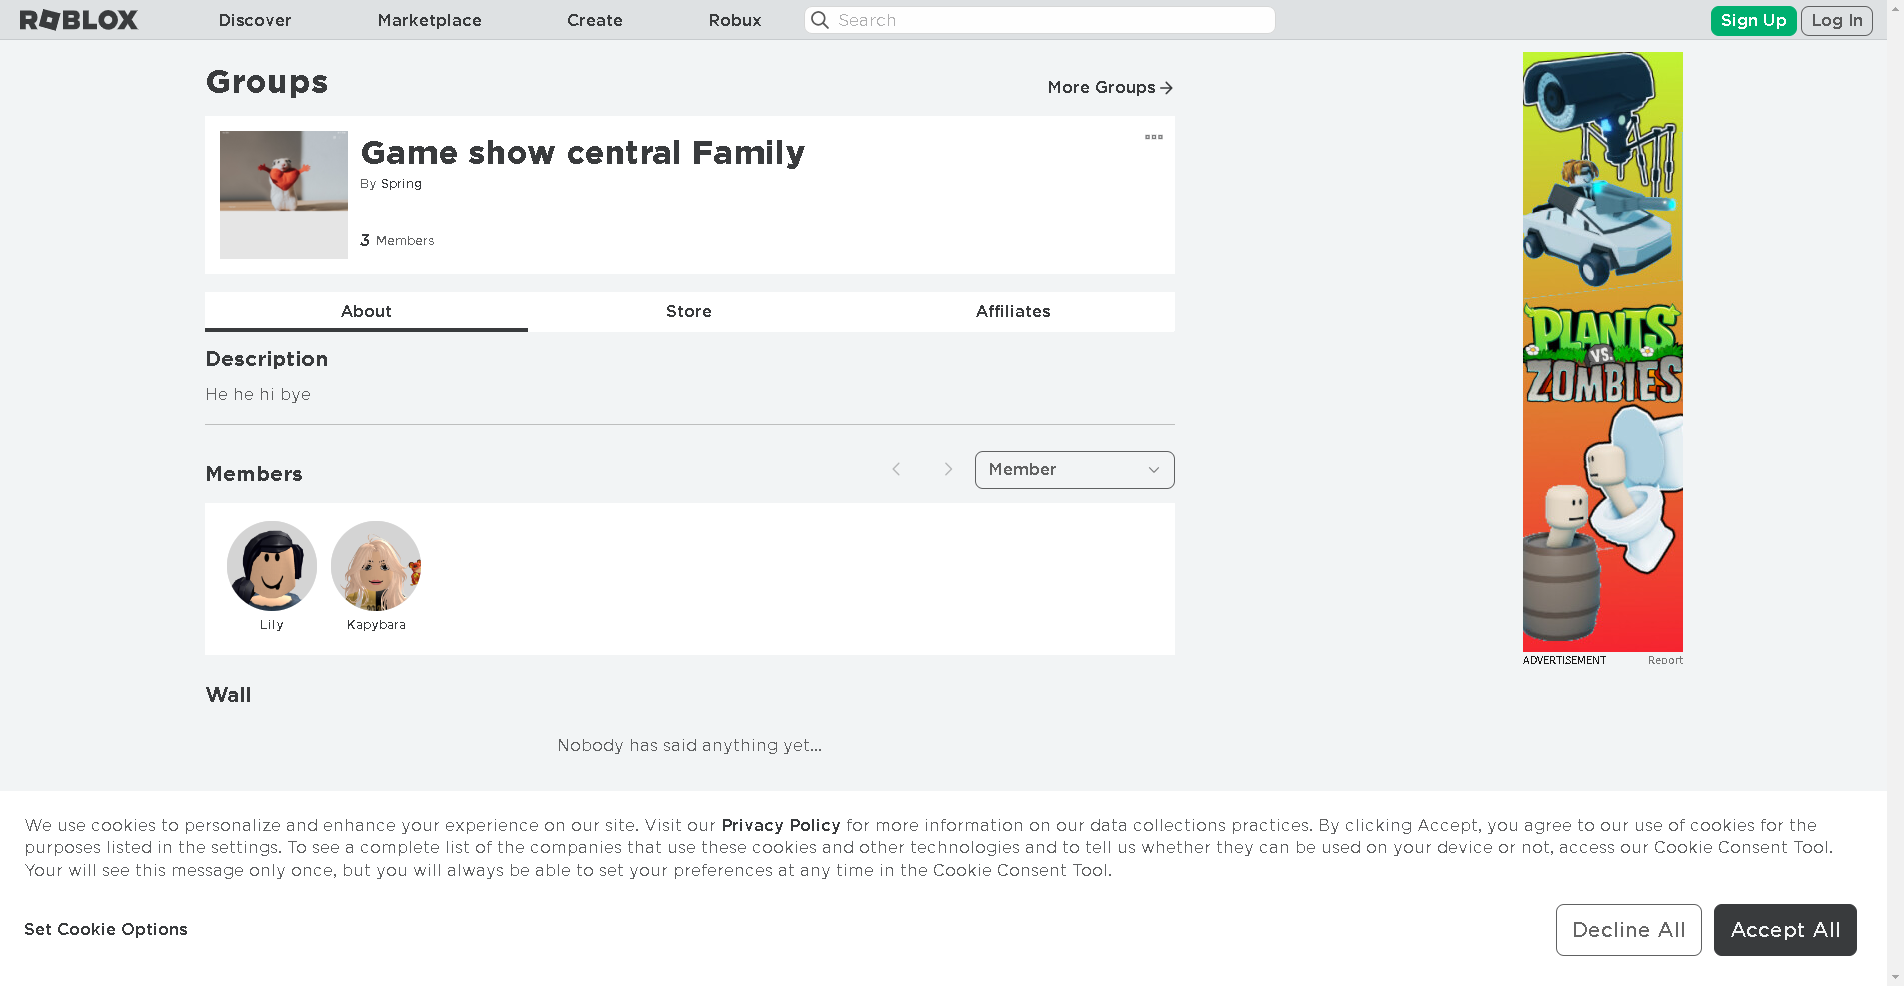 ROBLOX
Discover
Marketplace
Create
Robux
Search
Sign Up
Log In
Groups
More Groups
Game show central Family
By Spring
3 Members
About
Store
Affiliates
Description
He he hi bye
Members
Member
Lily
Kapybara
Wall
Nobody has said anything yet...
PLANTS
VS.
ZOMBIES
ADVERTISEMENT
Report
We use cookies to personalize and enhance your experience on our site. Visit our Privacy Policy for more information on our data collections practices. By clicking Accept, you agree to our use of cookies for the
purposes listed in the settings. To see a complete list of the companies that use these cookies and other technologies and to tell us whether they can be used on your device or not, access our Cookie Consent Tool.
Your will see this message only once, but you will always be able to set your preferences at any time in the Cookie Consent Tool.
Set Cookie Options
Decline All
Accept All